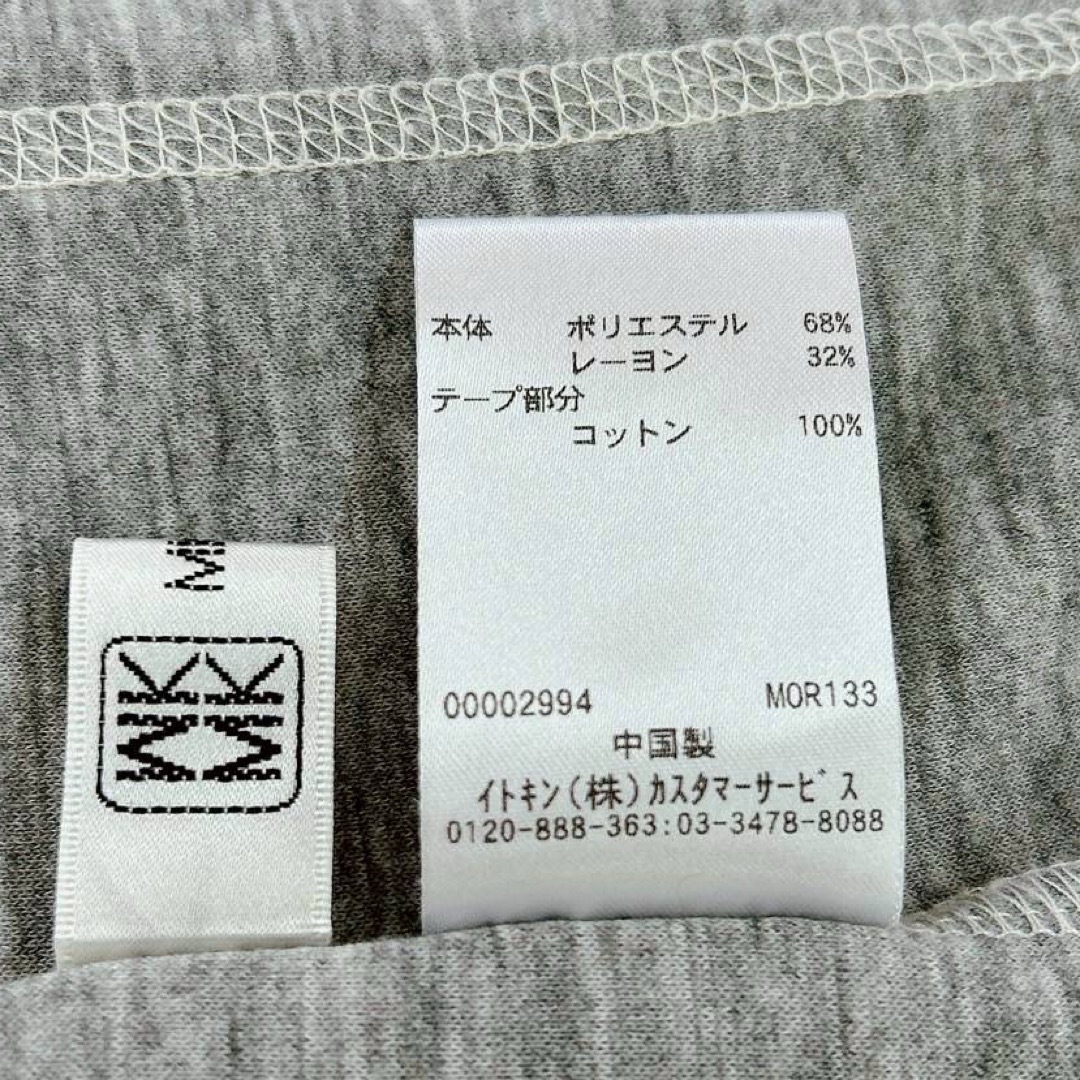 本体 ポリエステル 68%
レーヨン 32%
テープ部分
コットン 100%
00002994 MOR133
中国製
イトキン(株)カスタマーサービス
0120-888-363:03-3478-8088